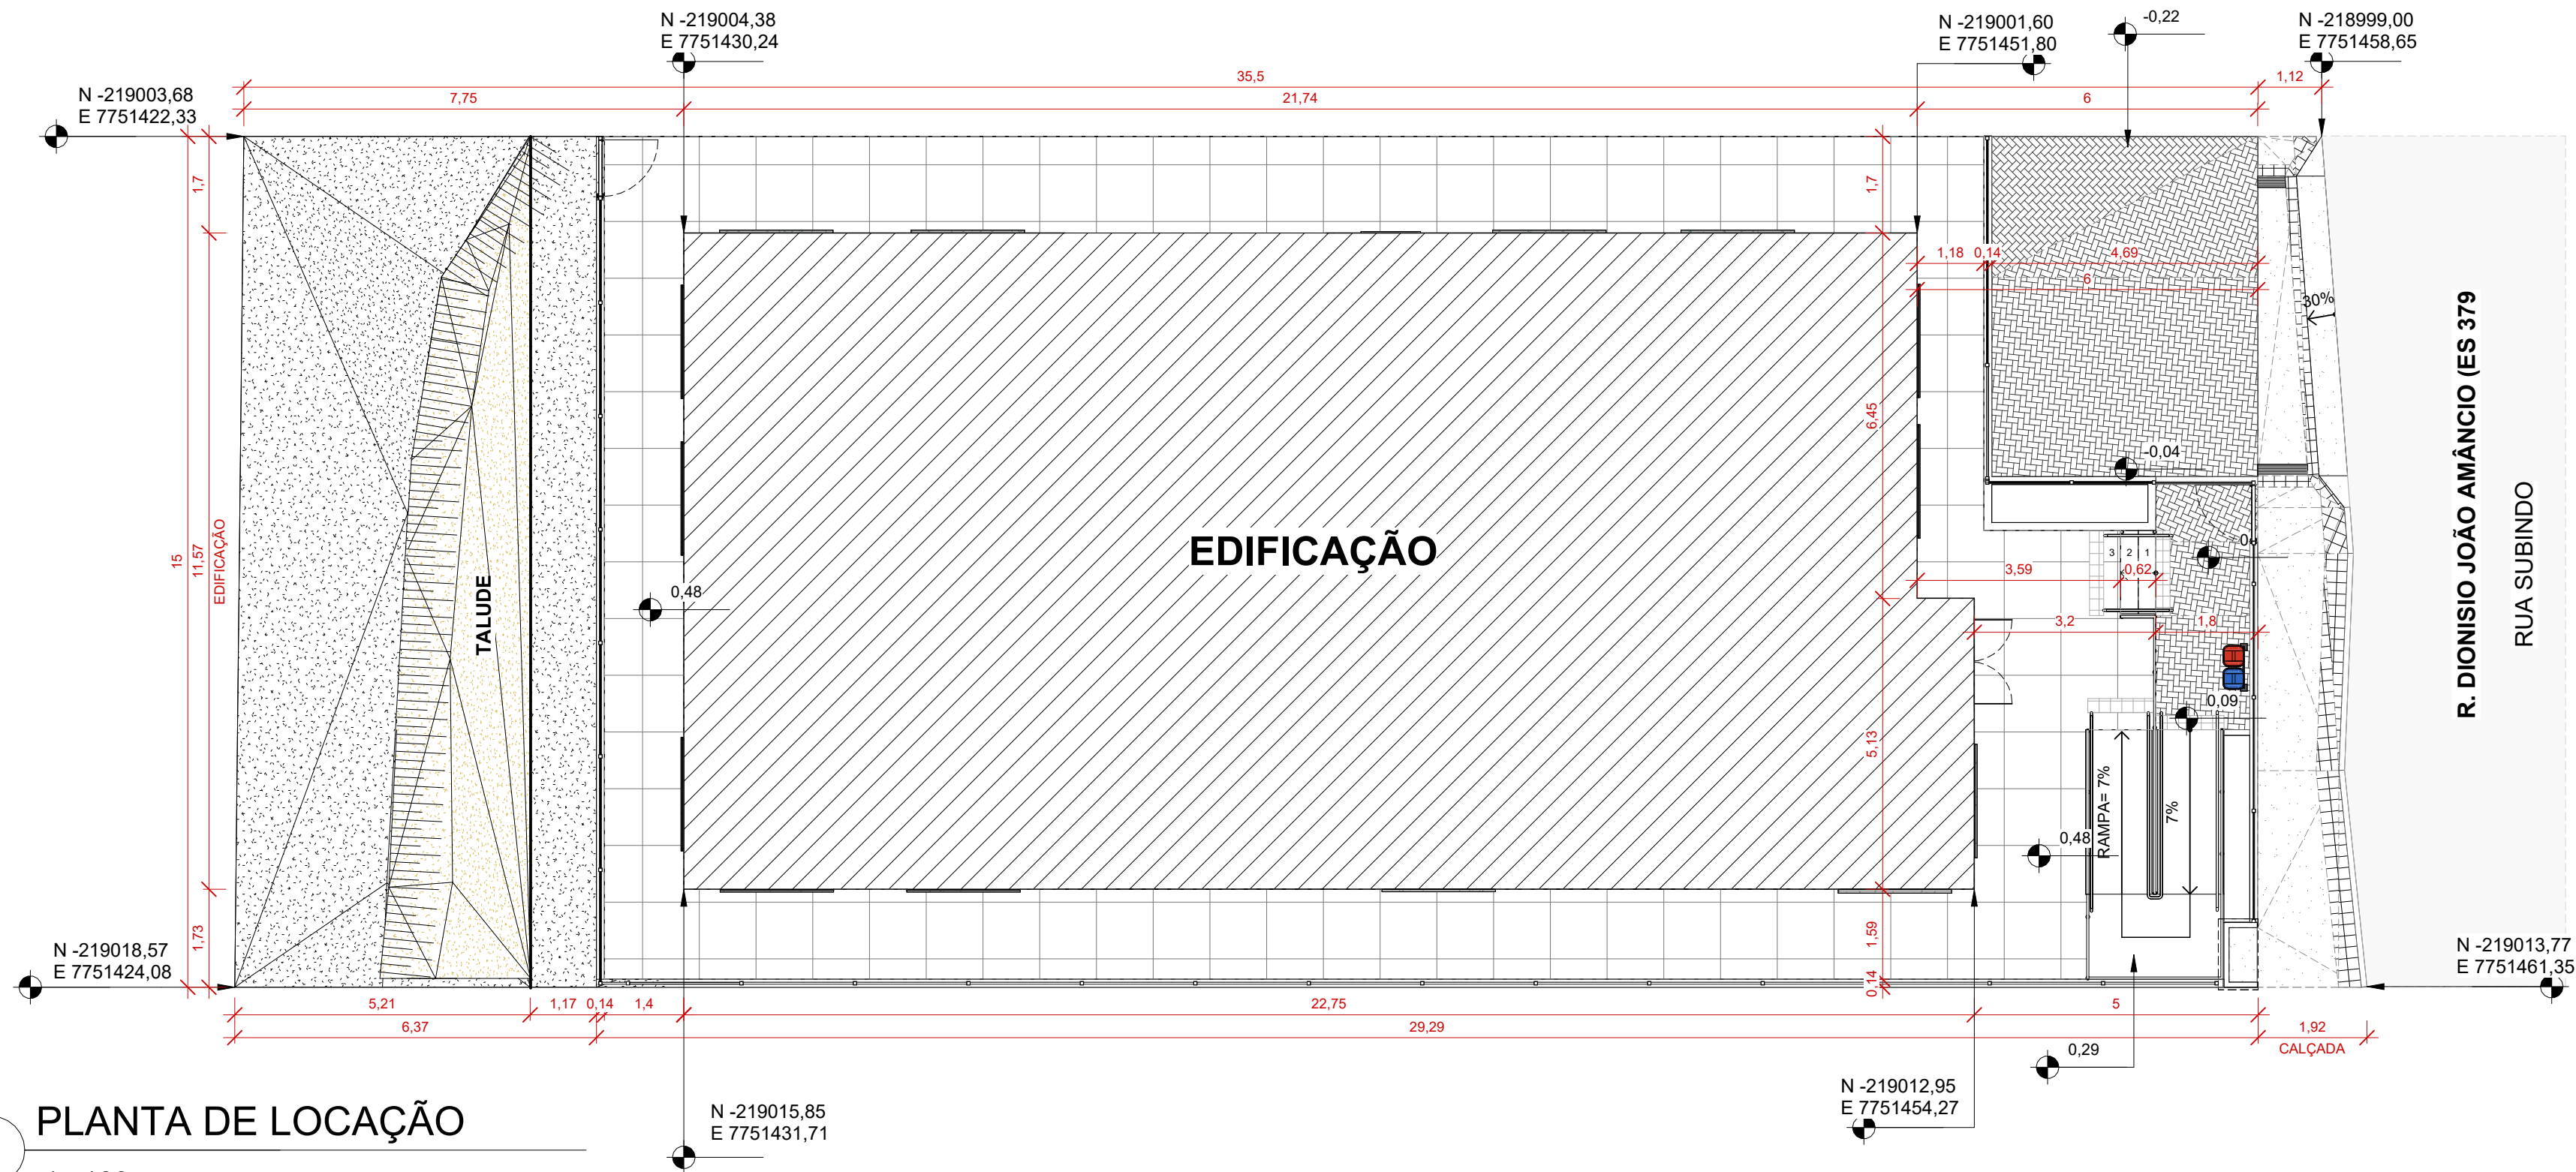 N -219004,38
E 7751430,24
N -219001,60
E 7751451,80
-0,22
N -218999,00
E 7751458,65
N -219003,68
E 7751422,33
35,5
1,12
7,75
21,74
6
1,7
1,7
1,18
0,14
4,69
6
30%
15
11,57
EDIFICAÇÃO
6,45
-0,04
TALUDE
EDIFICAÇÃO
0,48
3
2
1
0
3,59
0,62
3,2
1,8
R. DIONISIO JOÃO AMÂNCIO (ES 379
RUA SUBINDO
0,09
5,13
RAMPA= 7%
7%
0,48
1,73
1,59
0,14
N -219018,57
E 7751424,08
N -219013,77
E 7751461,35
5,21
1,17
0,14
1,4
22,75
5
6,37
29,29
1,92
CALÇADA
0,29
N -219012,95
E 7751454,27
N -219015,85
E 7751431,71
PLANTA DE LOCAÇÃO